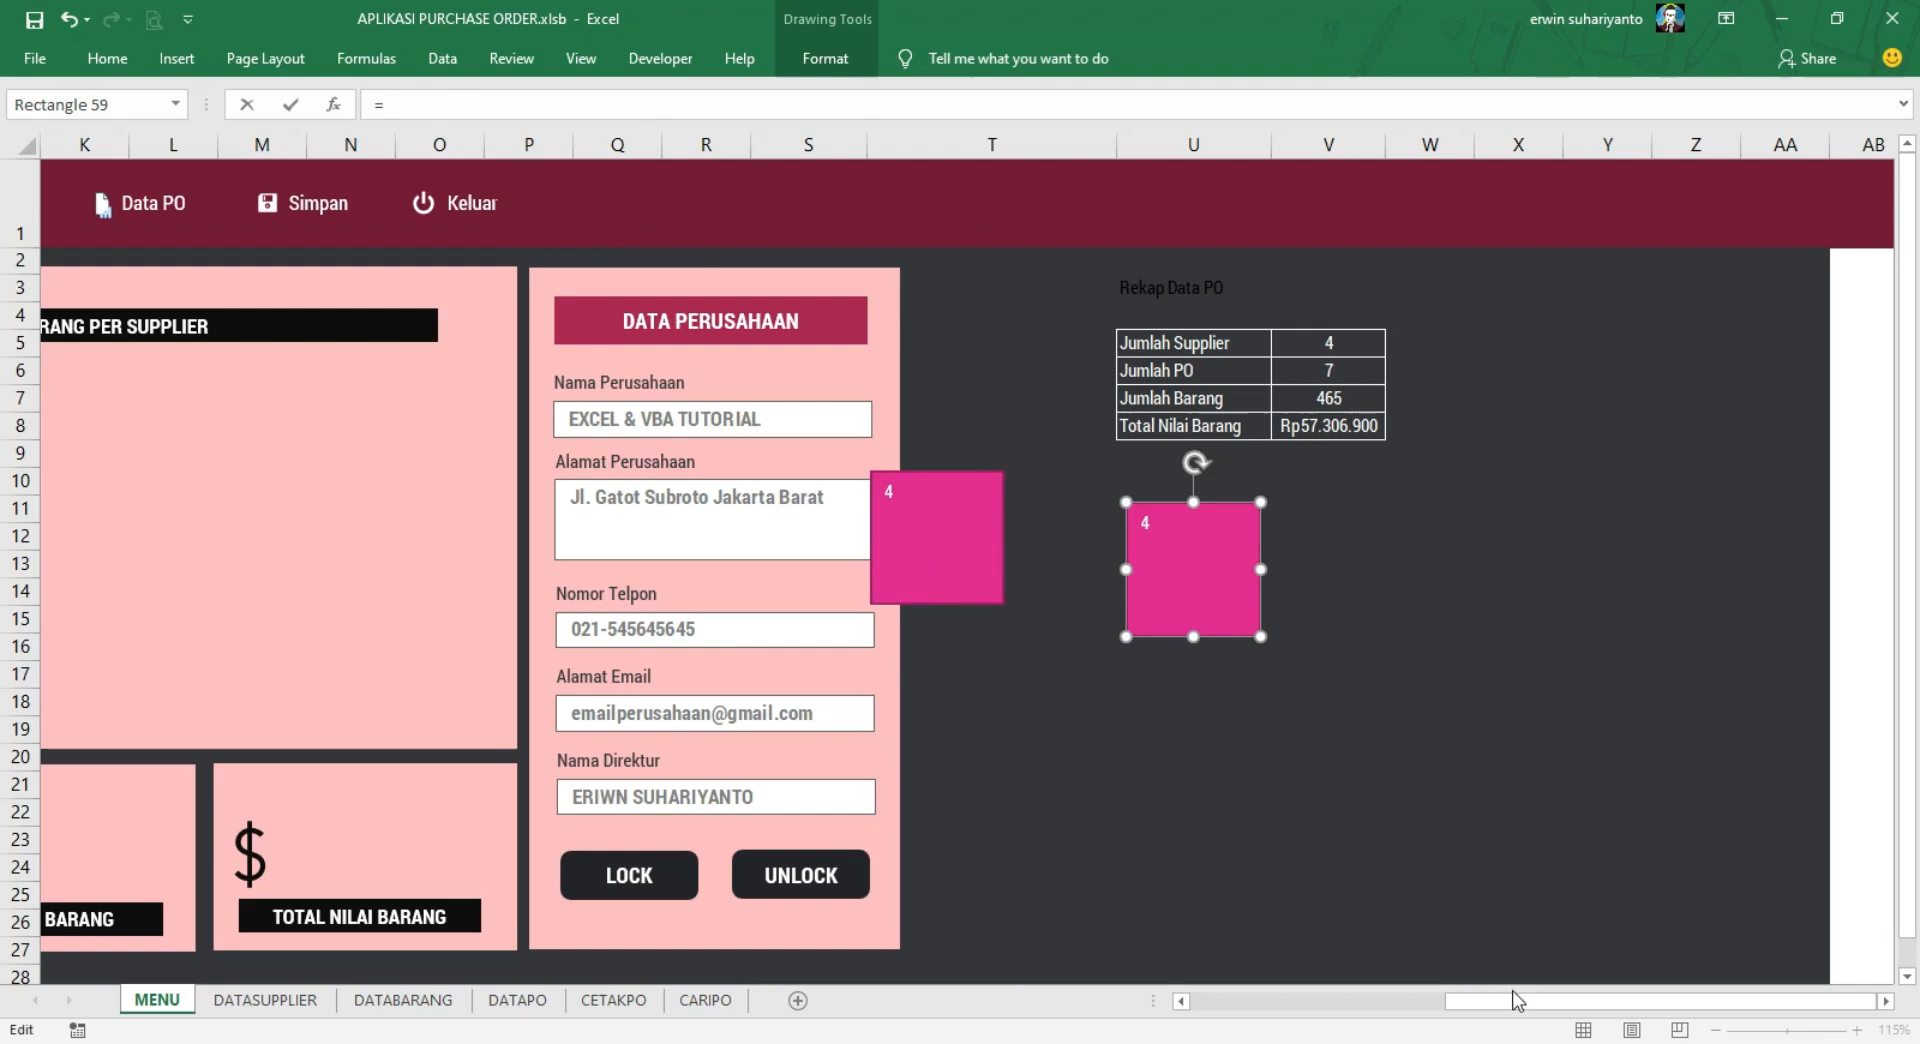 APLIKASI PURCHASE ORDER.xlsb - Excel
Drawing Tools
erwin suhariyanto
File Home Insert Page Layout Formulas Data Review View Developer Help Format Tell me what you want to do Share
Rectangle 59
fx
=
K L M N O P Q R S T U V W X Y Z AA AB
Data PO
Simpan
Keluar
1
2
3
4
5
6
7
8
9
10
11
12
13
14
15
16
17
18
19
20
21
22
23
24
25
26
27
28
RANG PER SUPPLIER
BARANG
$
TOTAL NILAI BARANG
DATA PERUSAHAAN
Nama Perusahaan
EXCEL & VBA TUTORIAL
Alamat Perusahaan
Jl. Gatot Subroto Jakarta Barat
Nomor Telpon
021-545645645
Alamat Email
emailperusahaan@gmail.com
Nama Direktur
ERIWN SUHARIYANTO
LOCK
UNLOCK
4
Rekap Data PO
Jumlah Supplier 4
Jumlah PO 7
Jumlah Barang 465
Total Nilai Barang Rp57.306.900
4
MENU DATASUPPLIER DATABARANG DATAPO CETAKPO CARIPO
Edit
115%